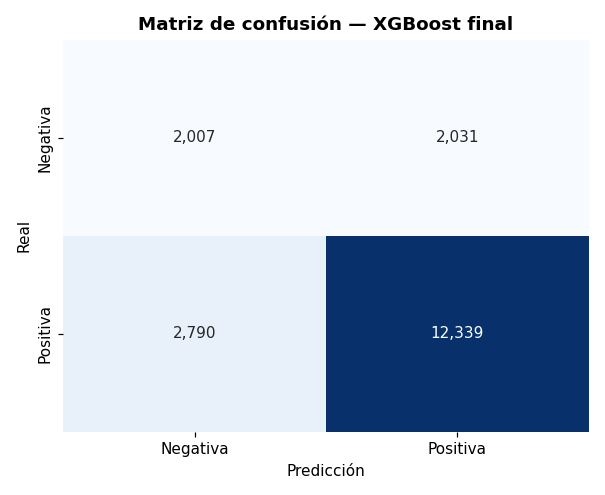 Matriz de confusión — XGBoost final
Negativa
2,007
2,031
Real
Positiva
2,790
12,339
Negativa
Positiva
Predicción